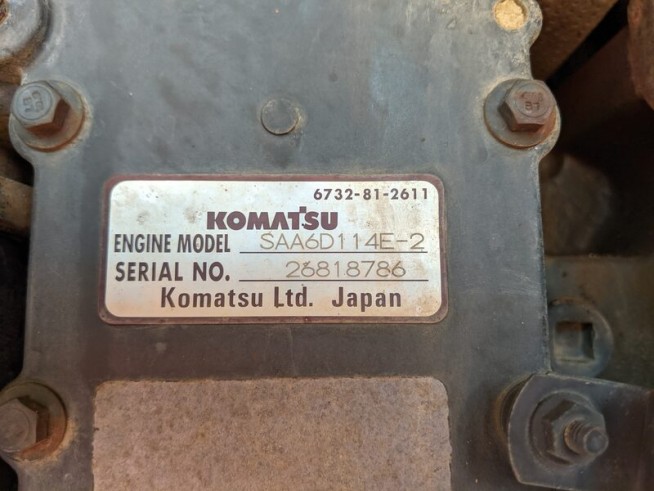 6732-81-2611
KOMATSU
ENGINE MODEL SAA6D114E-2
SERIAL NO. 26818786
Komatsu Ltd. Japan